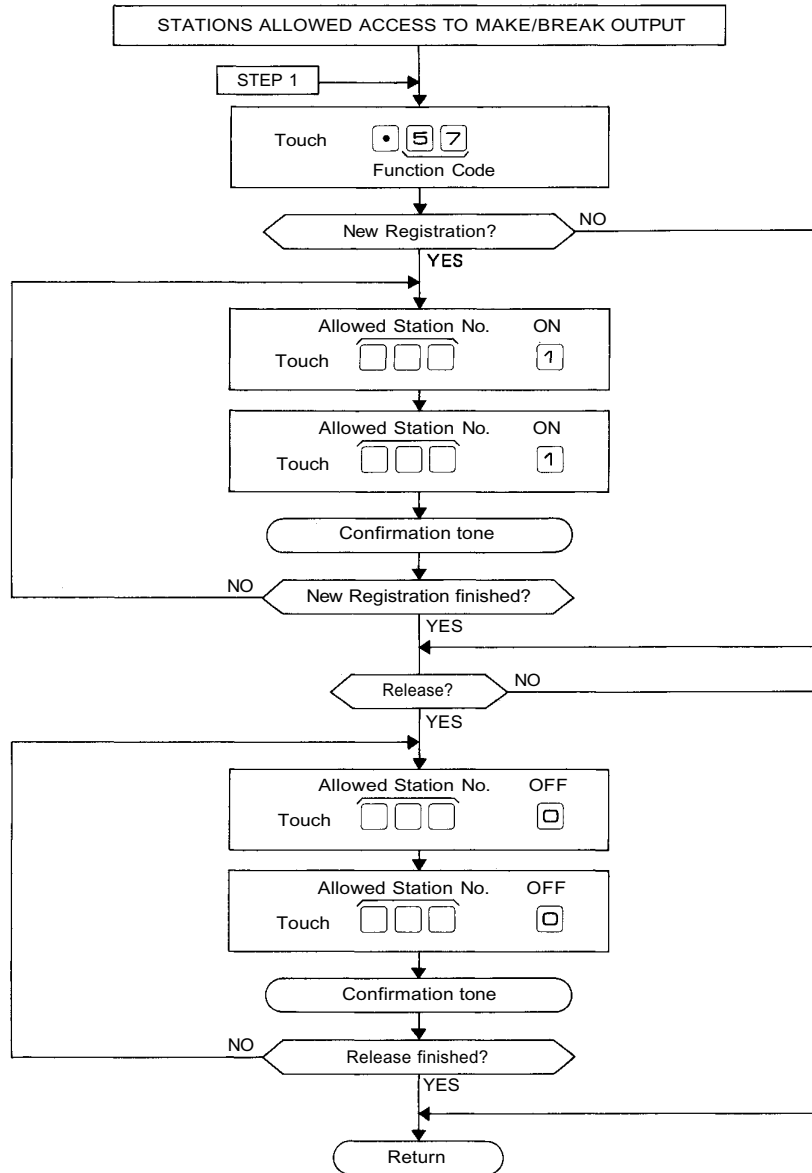 STATIONS ALLOWED ACCESS TO MAKE/BREAK OUTPUT
STEP 1
Touch • 5 7
Function Code
New Registration? NO
YES
Allowed Station No. ON
Touch 1
Allowed Station No. ON
Touch 1
Confirmation tone
NO New Registration finished?
YES
Release? NO
YES
Allowed Station No. OFF
Touch 0
Allowed Station No. OFF
Touch 0
Confirmation tone
NO Release finished?
YES
Return